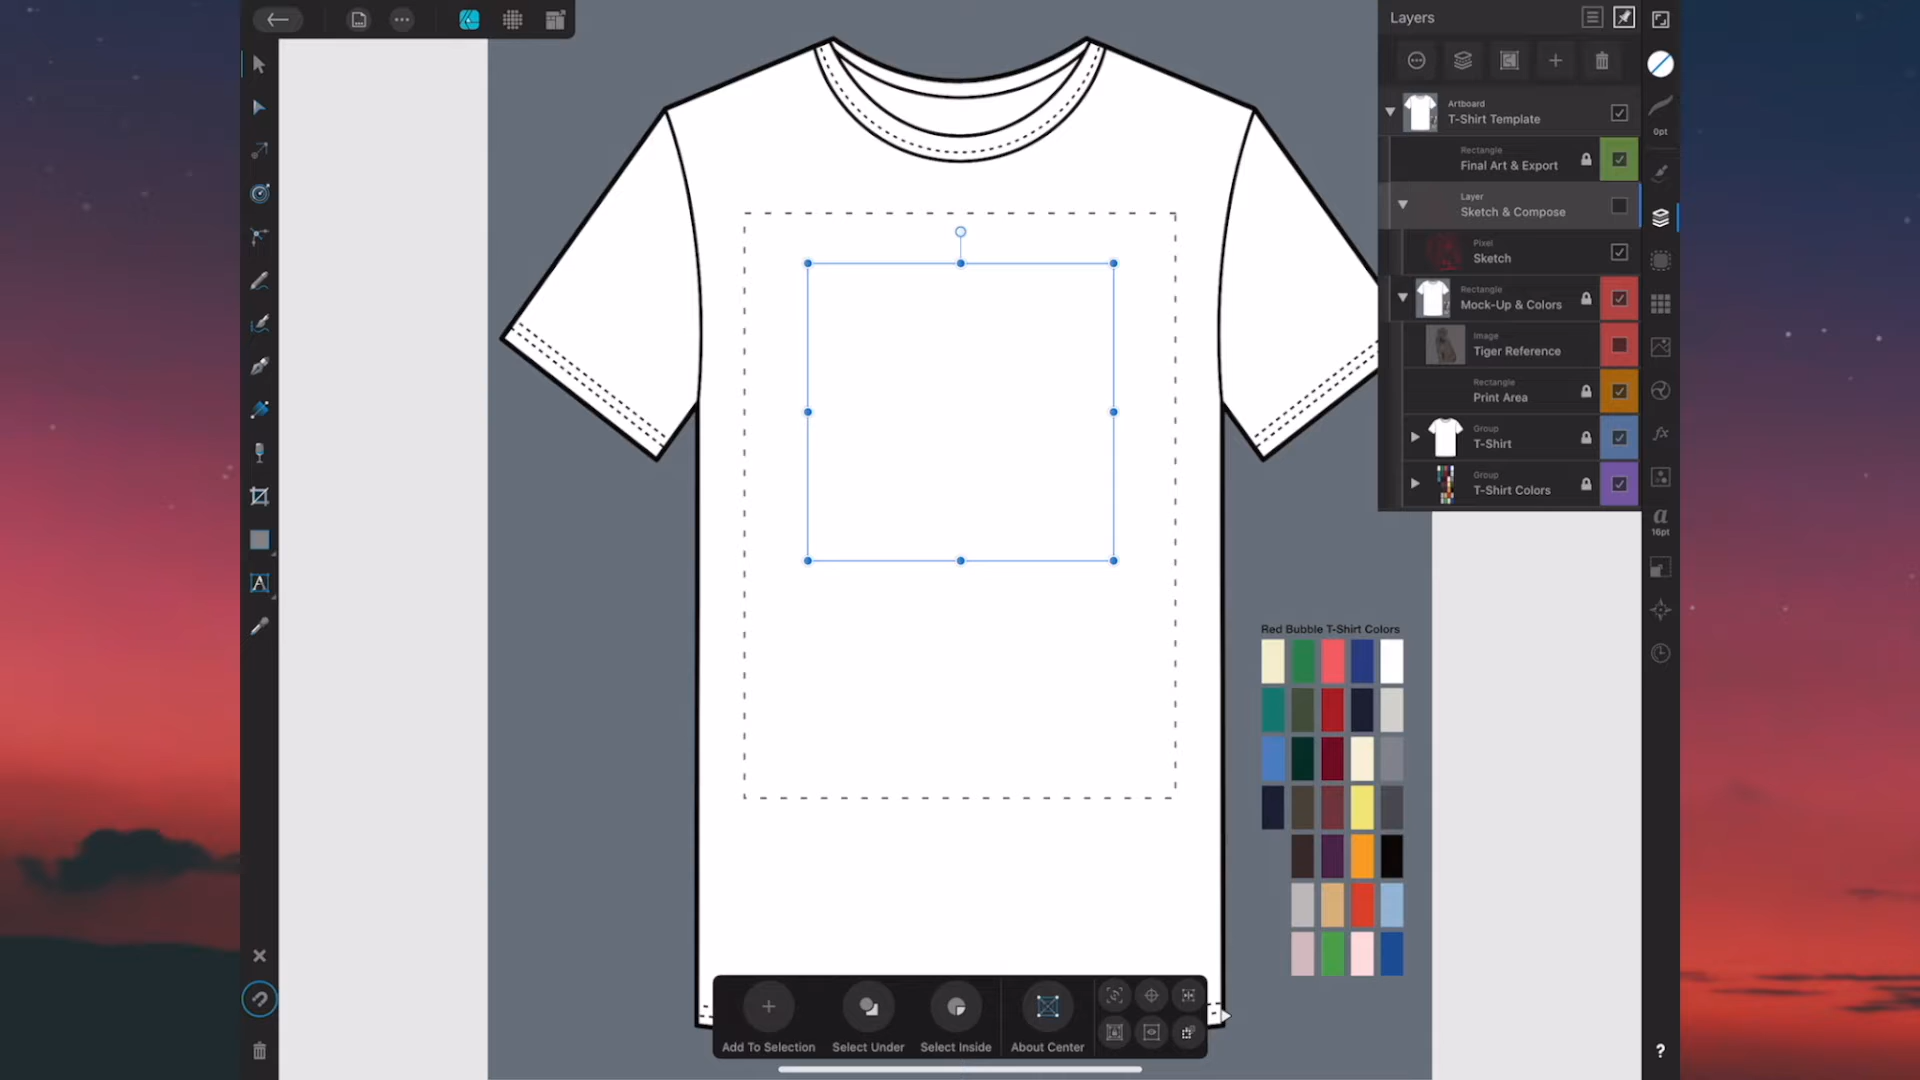 Layers
Artboard
T-Shirt Template
0pt
Rectangle
Final Art & Export
Layer
Sketch & Compose
Pixel
Sketch
Rectangle
Mock-Up & Colors
Image
Tiger Reference
Rectangle
Print Area
Group
T-Shirt
Group
T-Shirt Colors
fx
a
16pt
A
Red Bubble T-Shirt Colors
Add To Selection
Select Under
Select Inside
About Center
?